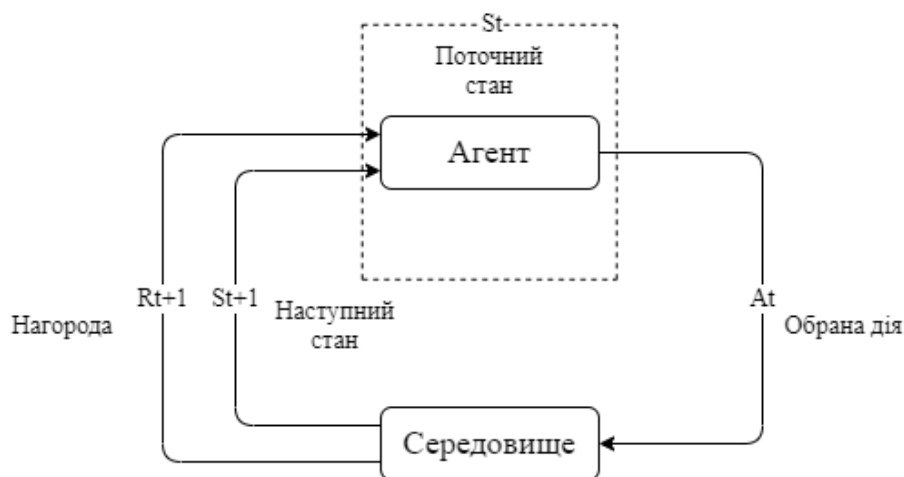 St
Поточний
стан
Агент
Rt+1
St+1
At
Нагорода
Наступний
стан
Обрана дія
Середовище